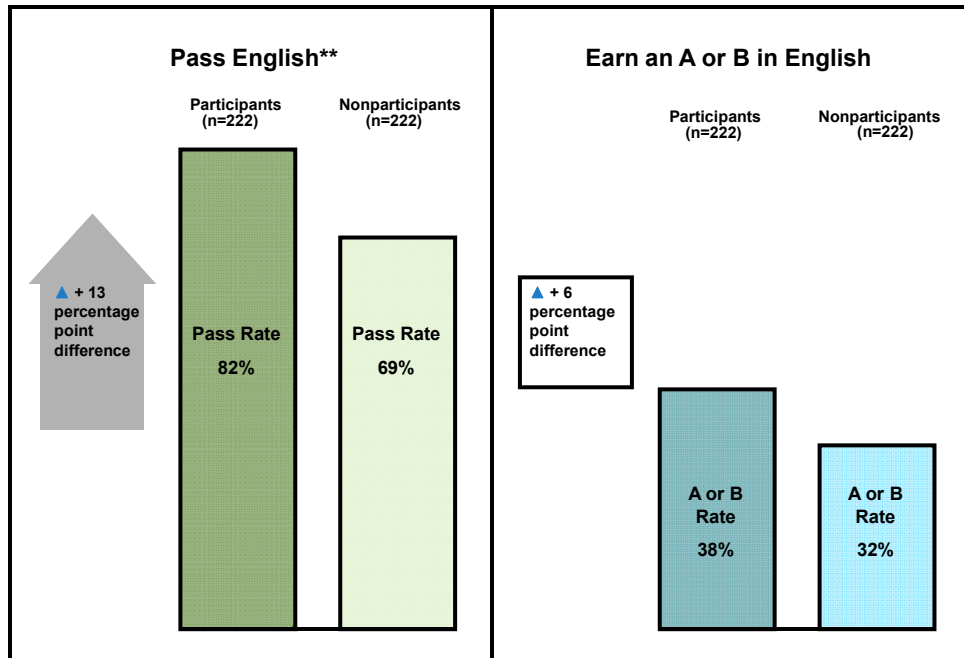 Pass English**
Participants
(n=222)
Nonparticipants
(n=222)
▲ + 13
percentage
point
difference
Pass Rate
82%
Pass Rate
69%
Earn an A or B in English
Participants
(n=222)
Nonparticipants
(n=222)
▲ + 6
percentage
point
difference
A or B
Rate
38%
A or B
Rate
32%